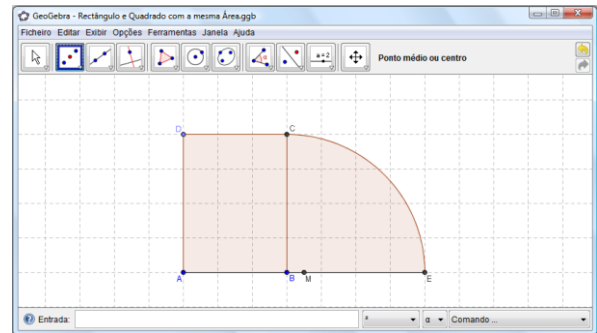 GeoGebra - Rectângulo e Quadrado com a mesma Área.ggb
Ficheiro Editar Exibir Opções Ferramentas Janela Ajuda
a=2
Ponto médio ou centro
D
C
A
B
M
E
Entrada:
α
Comando ...